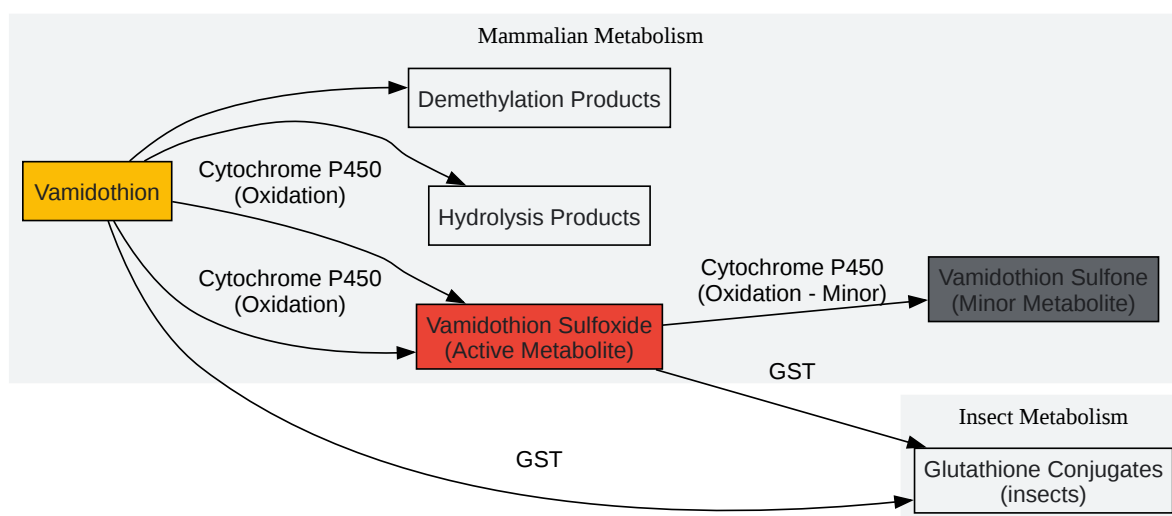 Mammalian Metabolism
Demethylation Products
Cytochrome P450
(Oxidation)
Vamidothion
Hydrolysis Products
Cytochrome P450
(Oxidation)
Cytochrome P450
(Oxidation - Minor)
Vamidothion Sulfone
(Minor Metabolite)
Vamidothion Sulfoxide
(Active Metabolite)
GST
Insect Metabolism
GST
Glutathione Conjugates
(insects)